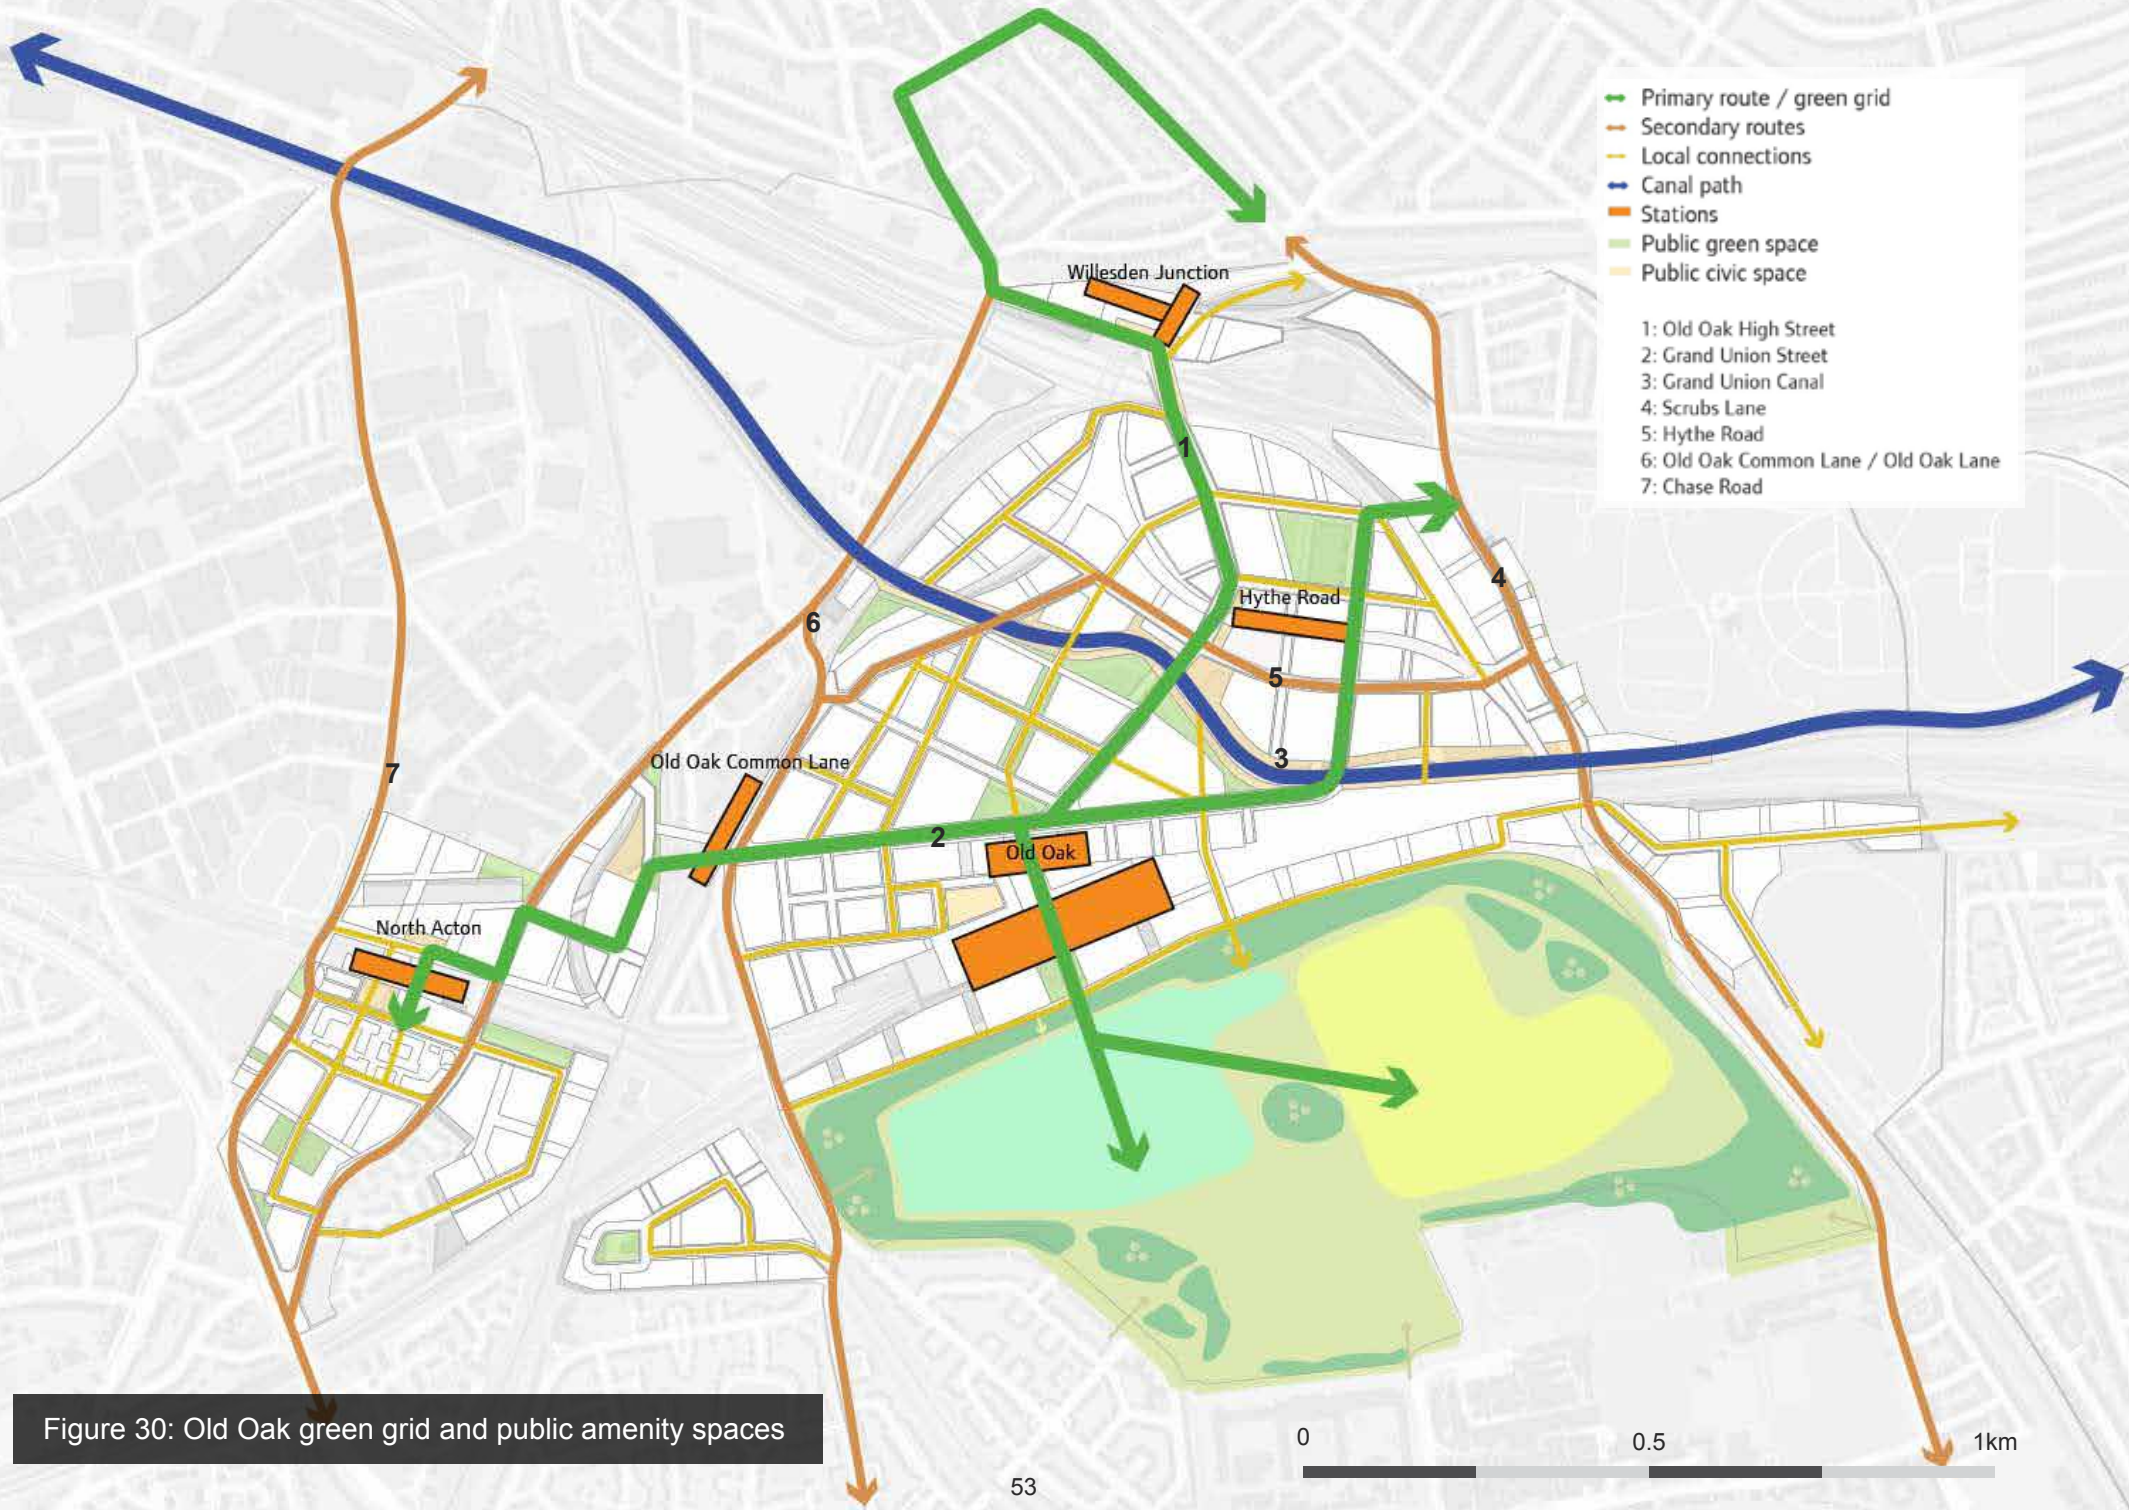 Primary route / green grid
Secondary routes
Local connections
Canal path
Stations
Public green space
Public civic space
1: Old Oak High Street
2: Grand Union Street
3: Grand Union Canal
4: Scrubs Lane
5: Hythe Road
6: Old Oak Common Lane / Old Oak Lane
7: Chase Road
Willesden Junction
1
4
Hythe Road
6
5
3
Old Oak Common Lane
7
2
Old Oak
North Acton
Figure 30: Old Oak green grid and public amenity spaces
0
0.5
1km
53